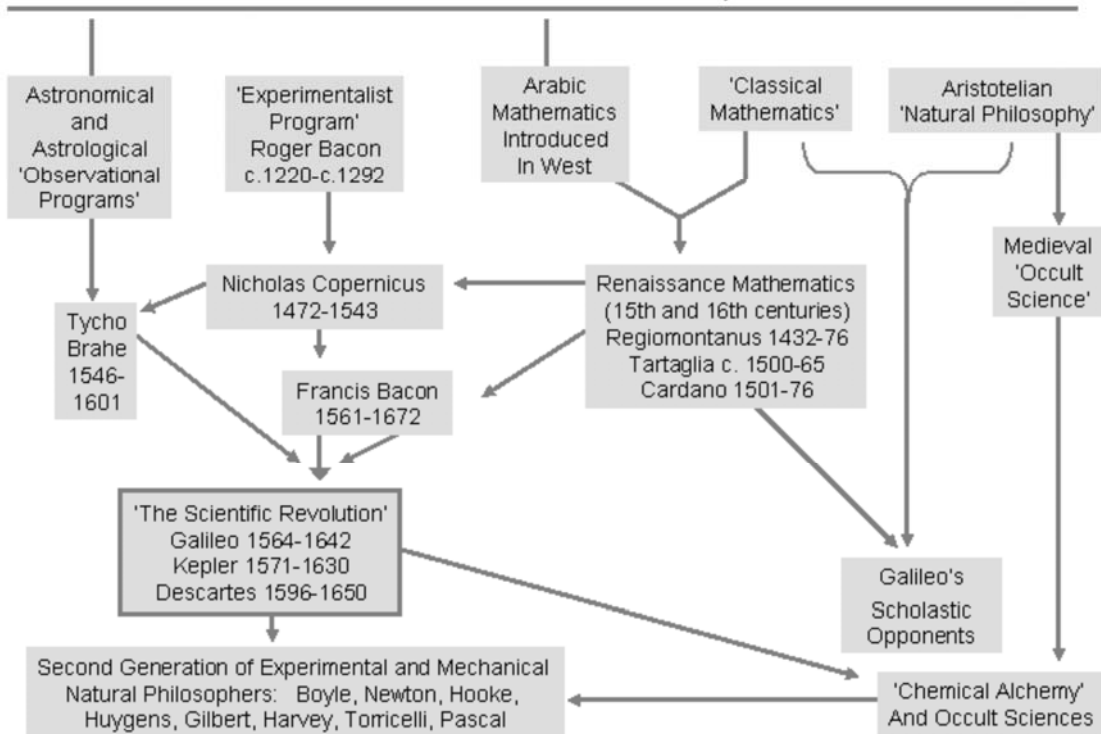 Astronomical
and
Astrological
'Observational
Programs'
'Experimentalist
Program'
Roger Bacon
c.1220-c.1292
Arabic
Mathematics
Introduced
In West
'Classical
Mathematics'
Aristotelian
'Natural Philosophy'
Medieval
'Occult
Science'
Nicholas Copernicus
1472-1543
Renaissance Mathematics
(15th and 16th centuries)
Regiomontanus 1432-76
Tartaglia c. 1500-65
Cardano 1501-76
Tycho
Brahe
1546-
1601
Francis Bacon
1561-1672
'The Scientific Revolution'
Galileo 1564-1642
Kepler 1571-1630
Descartes 1596-1650
Galileo's
Scholastic
Opponents
Second Generation of Experimental and Mechanical
Natural Philosophers: Boyle, Newton, Hooke,
Huygens, Gilbert, Harvey, Torricelli, Pascal
'Chemical Alchemy'
And Occult Sciences